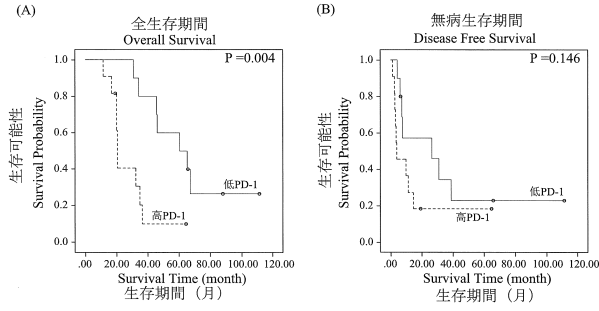 (A)
全生存期間
Overall Survival
P =0.004
生存可能性
Survival Probability
1.0
0.8
0.6
0.4
0.2
0.0
低PD-1
高PD-1
.00 20.00 40.00 60.00 80.00 100.00 120.00
Survival Time (month)
生存期間（月）
(B)
無病生存期間
Disease Free Survival
P =0.146
生存可能性
Survival Probability
1.0
0.8
0.6
0.4
0.2
0.0
低PD-1
高PD-1
.00 20.00 40.00 60.00 80.00 100.00 120.00
Survival Time (month)
生存期間（月）